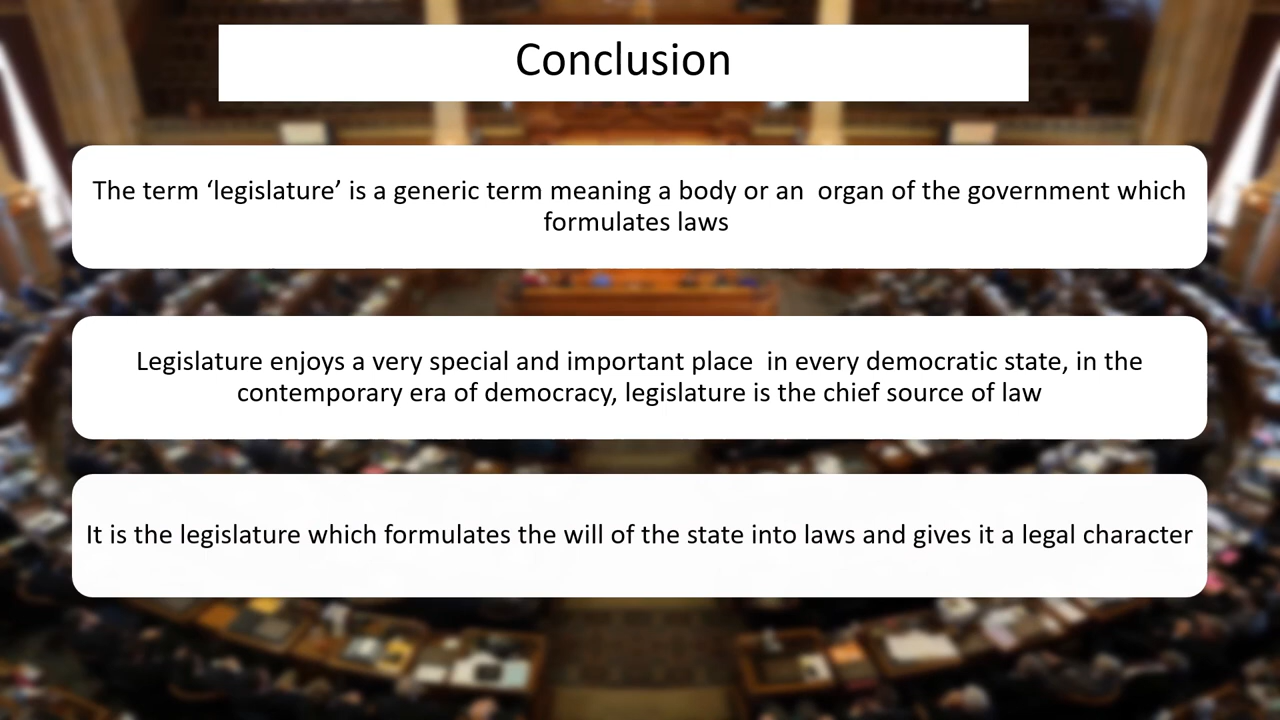 Conclusion
The term ‘legislature’ is a generic term meaning a body or an  organ of the government which
formulates laws
Legislature enjoys a very special and important place  in every democratic state, in the
contemporary era of democracy, legislature is the chief source of law
It is the legislature which formulates the will of the state into laws and gives it a legal character